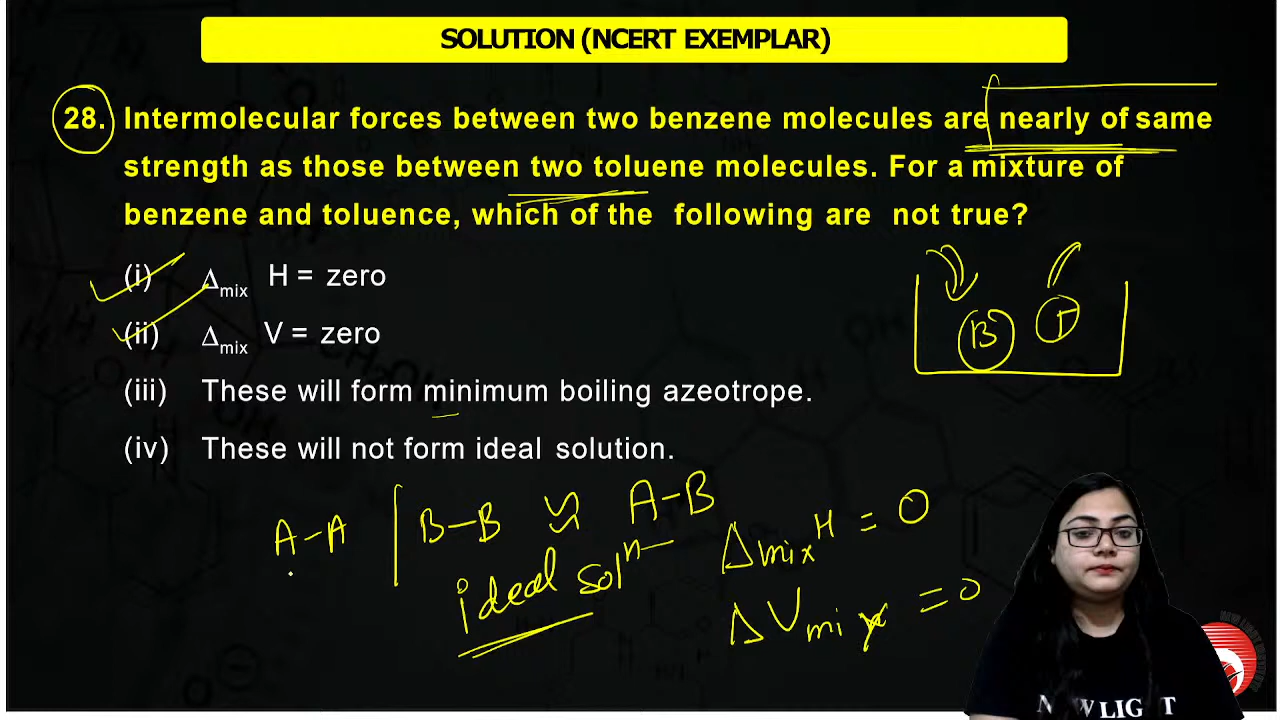 SOLUTION (NCERT EXEMPLAR)
28. Intermolecular forces between two benzene molecules are nearly of same
strength as those between two toluene molecules. For a mixture of
benzene and toluence, which of the following are not true?
(i) Δmix H = zero
(ii) Δmix V = zero
(iii) These will form minimum boiling azeotrope.
(iv) These will not form ideal solution.
B T
A-A | B-B ≈ A-B
ideal soln
ΔmixH = 0
ΔVmix = 0
NEW LIGHT